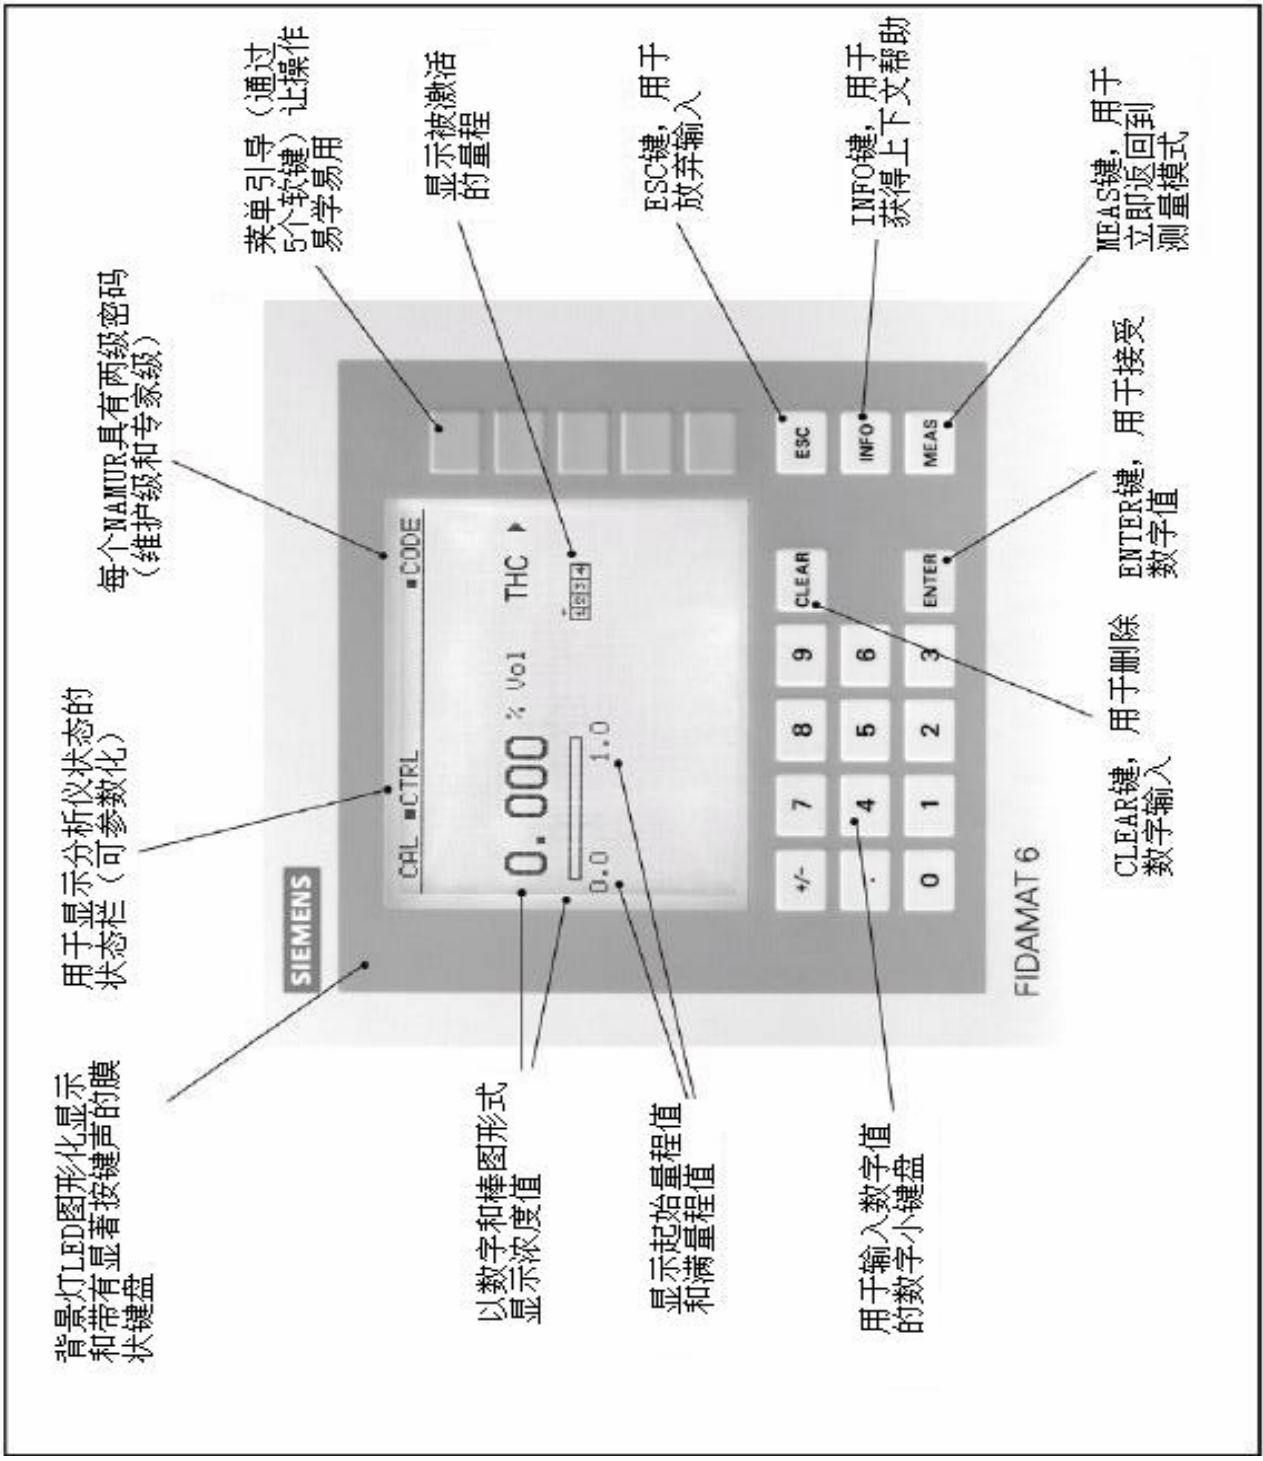 背景灯LED图形化显示
和带有显著按键声的膜
状键盘
用于显示分析仪状态的
状态栏（可参数化）
每个NAMUR具有两级密码
（维护级和专家级）
菜单引导（通过
5个软键）让操作
易学易用
显示被激活
的量程
ESC键，用于
放弃输入
INFO键，用于
获得上下文帮助
MEAS键，用于
立即返回到
测量模式
ENTER键，用于接受
数字值
CLEAR键，用于删除
数字输入
用于输入数字值
的数字小键盘
显示起始量程值
和满量程值
以数字和棒图形式
显示浓度值
SIEMENS
CAL ■CTRL ■CODE
0.000 % Vol THC
1 2 3 4
0.0 1.0
+/- 7 8 9 CLEAR ESC
. 4 5 6 INFO
0 1 2 3 ENTER MEAS
FIDAMAT 6